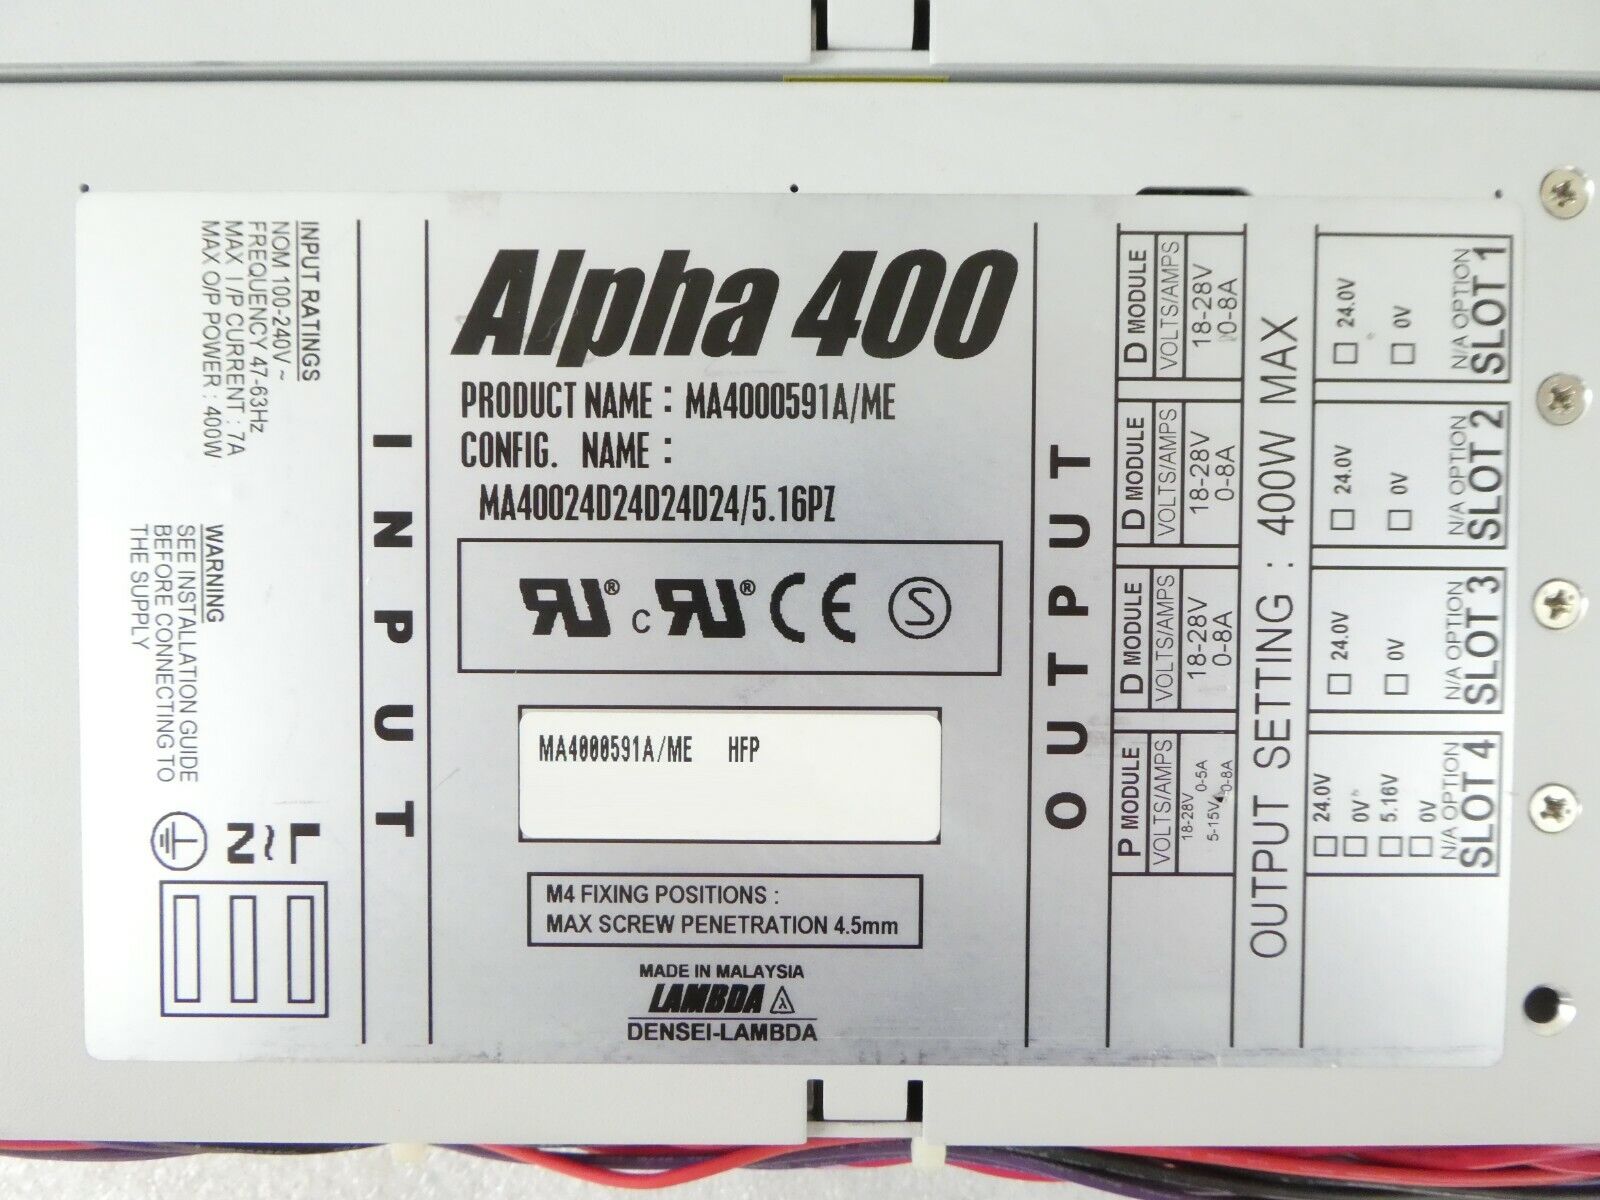 INPUT RATINGS
NOM 100-240V ~
FREQUENCY 47-63Hz
MAX I/P CURRENT : 7A
MAX O/P POWER : 400W
WARNING
SEE INSTALLATION GUIDE
BEFORE CONNECTING TO
THE SUPPLY
L
~
N
INPUT
Alpha 400
PRODUCT NAME : MA4000591A/ME
CONFIG. NAME :
MA40024D24D24D24/5.16PZ
RU® c RU® CE S
MA4000591A/ME HFP
M4 FIXING POSITIONS :
MAX SCREW PENETRATION 4.5mm
MADE IN MALAYSIA
LAMBDA λ
DENSEI-LAMBDA
OUTPUT
D MODULE
VOLTS/AMPS
18-28V
0-8A
D MODULE
VOLTS/AMPS
18-28V
0-8A
D MODULE
VOLTS/AMPS
18-28V
0-8A
P MODULE
VOLTS/AMPS
18-28V 0-5A
5-15V 0-8A
OUTPUT SETTING : 400W MAX
24.0V
0V
N/A OPTION
SLOT 1
24.0V
0V
N/A OPTION
SLOT 2
24.0V
0V
N/A OPTION
SLOT 3
24.0V
0V
5.16V
0V
N/A OPTION
SLOT 4